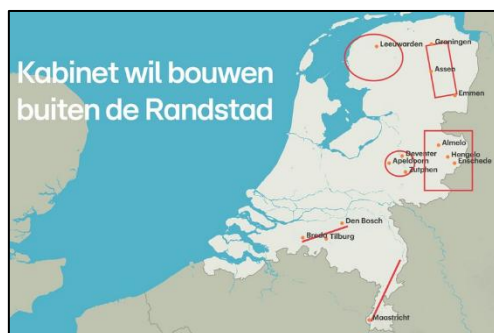 Kabinet wil bouwen
buiten de Randstad
Leeuwarden
Groningen
Assen
Emmen
Almelo
Hengelo
Enschede
Deventer
Apeldoorn
Zutphen
Den Bosch
Breda
Tilburg
Maastricht